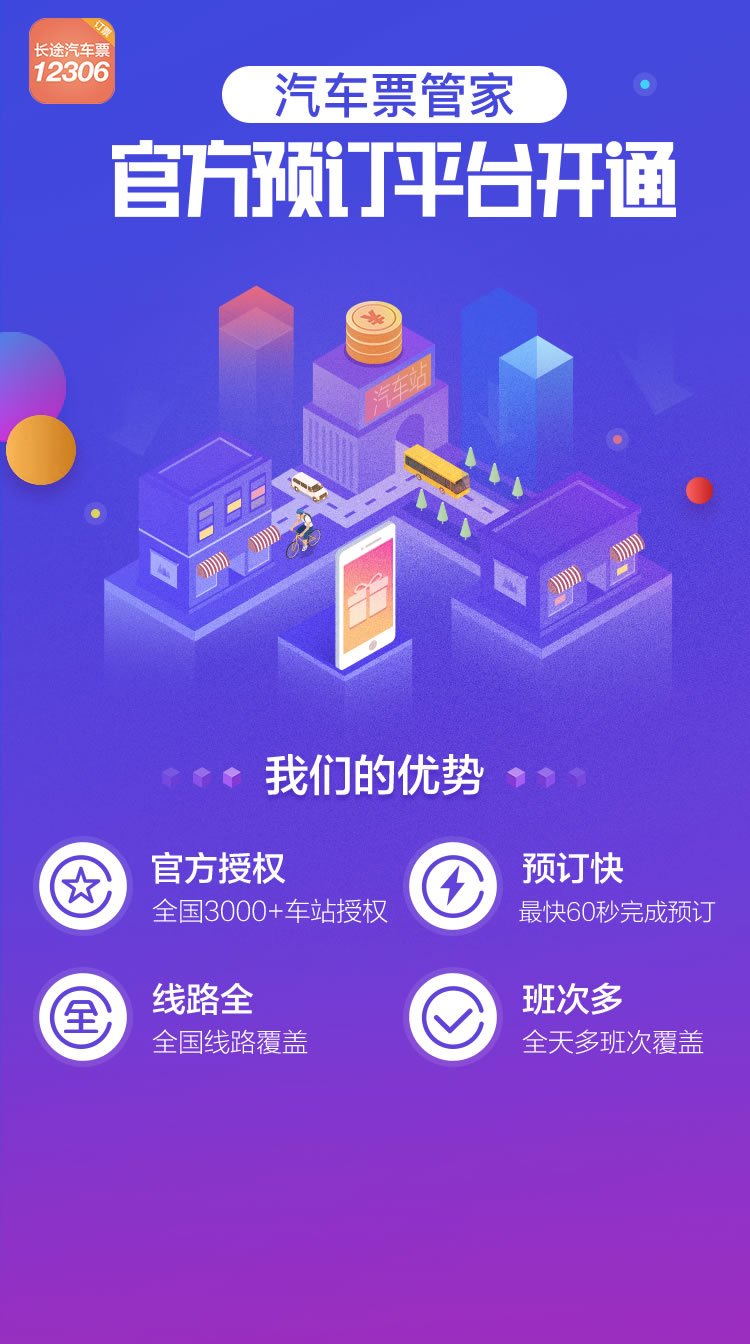 订票
长途汽车票
12306
汽车票管家
官方预订平台开通
汽车站
我们的优势
官方授权
全国3000+车站授权
预订快
最快60秒完成预订
线路全
全国线路覆盖
全
班次多
全天多班次覆盖